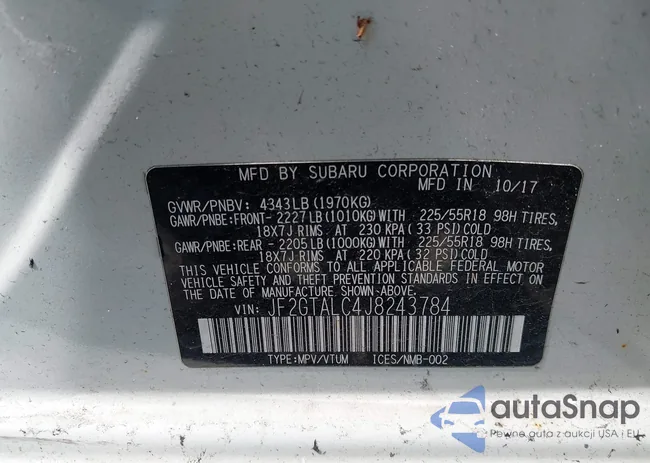 MFD BY SUBARU CORPORATION
MFD IN 10/17
GVWR/PNBV: 4343LB(1970KG)
GAWR/PNBE:FRONT- 2227LB(1010KG)WITH 225/55R18 98H TIRES,
18X7J RIMS AT 230 KPA(33 PSI)COLD
GAWR/PNBE:REAR - 2205LB(1000KG)WITH 225/55R18 98H TIRES,
18X7J RIMS AT 220 KPA(32 PSI)COLD
THIS VEHICLE CONFORMS TO ALL APPLICABLE FEDERAL MOTOR
VEHICLE SAFETY AND THEFT PREVENTION STANDARDS IN EFFECT
ON THE DATE OF MANUFACTURE SHOWN ABOVE.
VIN: JF2GTALC4J8243784
TYPE:MPV/VTUM ICES/NMB-002
autoSnap
Pewne auta z aukcji USA i EU